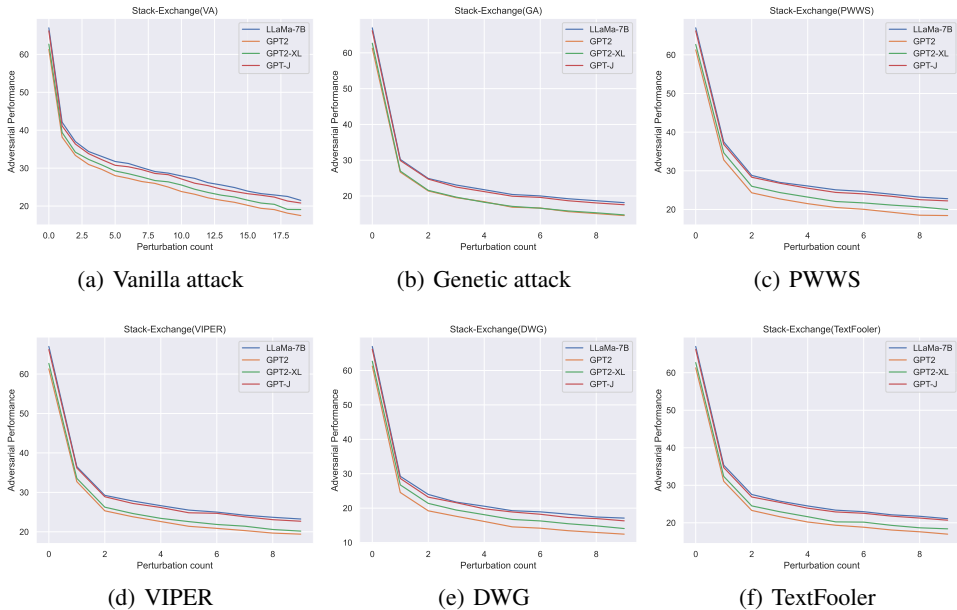 Stack-Exchange(VA)
Adversarial Performance
60
50
40
30
20
LLaMa-7B
GPT2
GPT2-XL
GPT-J
0.0 2.5 5.0 7.5 10.0 12.5 15.0 17.5
Perturbation count
(a) Vanilla attack
Stack-Exchange(GA)
Adversarial Performance
60
50
40
30
20
LLaMa-7B
GPT2
GPT2-XL
GPT-J
0 2 4 6 8
Perturbation count
(b) Genetic attack
Stack-Exchange(PWWS)
Adversarial Performance
60
50
40
30
20
LLaMa-7B
GPT2
GPT2-XL
GPT-J
0 2 4 6 8
Perturbation count
(c) PWWS
Stack-Exchange(VIPER)
Adversarial Performance
60
50
40
30
20
LLaMa-7B
GPT2
GPT2-XL
GPT-J
0 2 4 6 8
Perturbation count
(d) VIPER
Stack-Exchange(DWG)
Adversarial Performance
60
50
40
30
20
10
LLaMa-7B
GPT2
GPT2-XL
GPT-J
0 2 4 6 8
Perturbation count
(e) DWG
Stack-Exchange(TextFooler)
Adversarial Performance
60
50
40
30
20
LLaMa-7B
GPT2
GPT2-XL
GPT-J
0 2 4 6 8
Perturbation count
(f) TextFooler